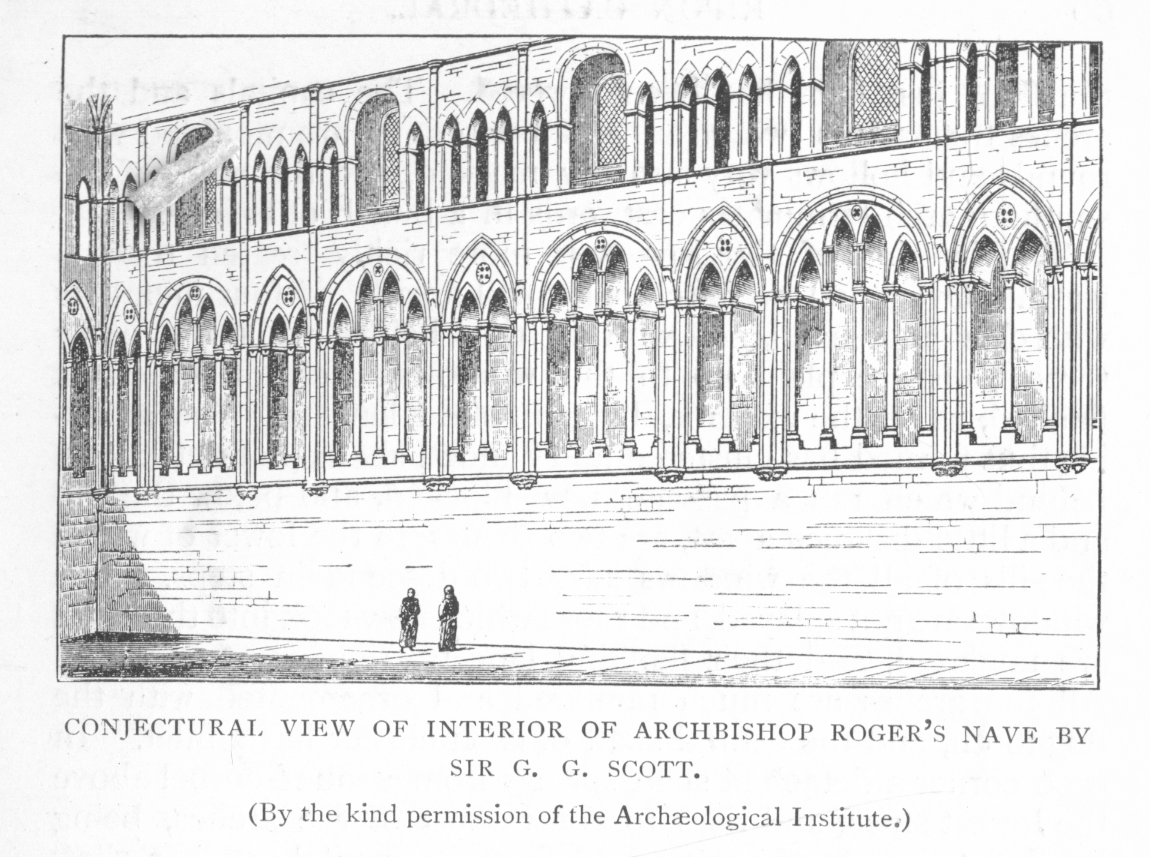 CONJECTURAL VIEW OF INTERIOR OF ARCHBISHOP ROGER'S NAVE BY
SIR G. G. SCOTT.
(By the kind permission of the Archæological Institute.)